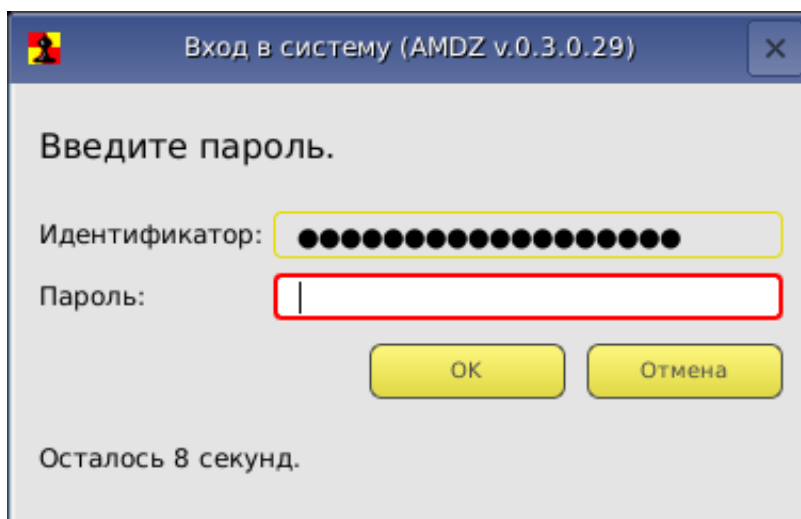 Вход в систему (AMDZ v.0.3.0.29)
Введите пароль.
Идентификатор: ●●●●●●●●●●●●●●●●●●
Пароль:
OK Отмена
Осталось 8 секунд.